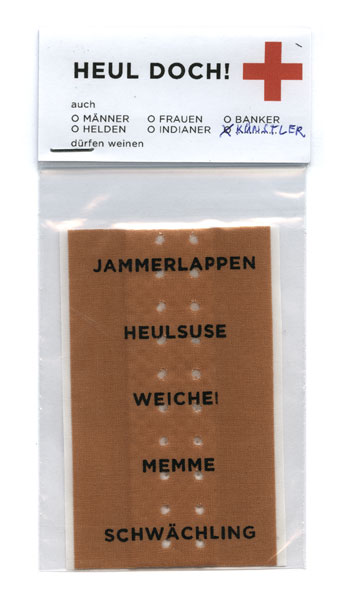 HEUL DOCH!
auch
O MÄNNER O FRAUEN O BANKER
O HELDEN O INDIANER KÜNSTLER
dürfen weinen
JAMMERLAPPEN
HEULSUSE
WEICHEI
MEMME
SCHWÄCHLING